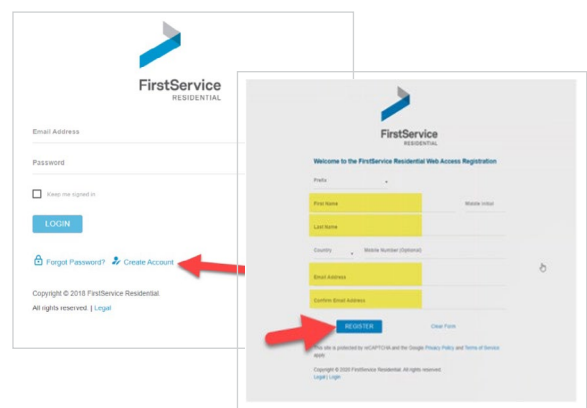 FirstService
RESIDENTIAL
Email Address
Password
Keep me signed in
LOGIN
Forgot Password? Create Account
Copyright © 2018 FirstService Residential.
All rights reserved. | Legal
FirstService
RESIDENTIAL
Welcome to the FirstService Residential Web Access Registration
Prefix
First Name Middle Initial
Last Name
Country Mobile Number (Optional)
Email Address
Confirm Email Address
REGISTER Clear Form
This site is protected by reCAPTCHA and the Google Privacy Policy and Terms of Service
apply.
Copyright © 2020 FirstService Residential. All rights reserved.
Legal | Login